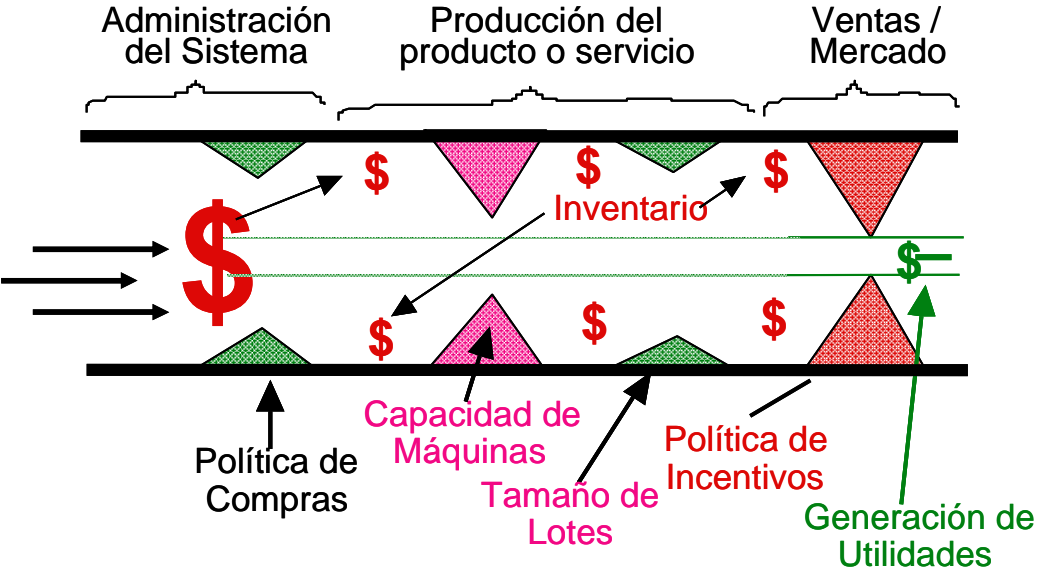 Administración
del Sistema
Producción del
producto o servicio
Ventas /
Mercado
$ $ $
Inventario
$
$
$ $ $
Capacidad de
Máquinas
Política de
Compras
Tamaño de
Lotes
Política de
Incentivos
Generación de
Utilidades